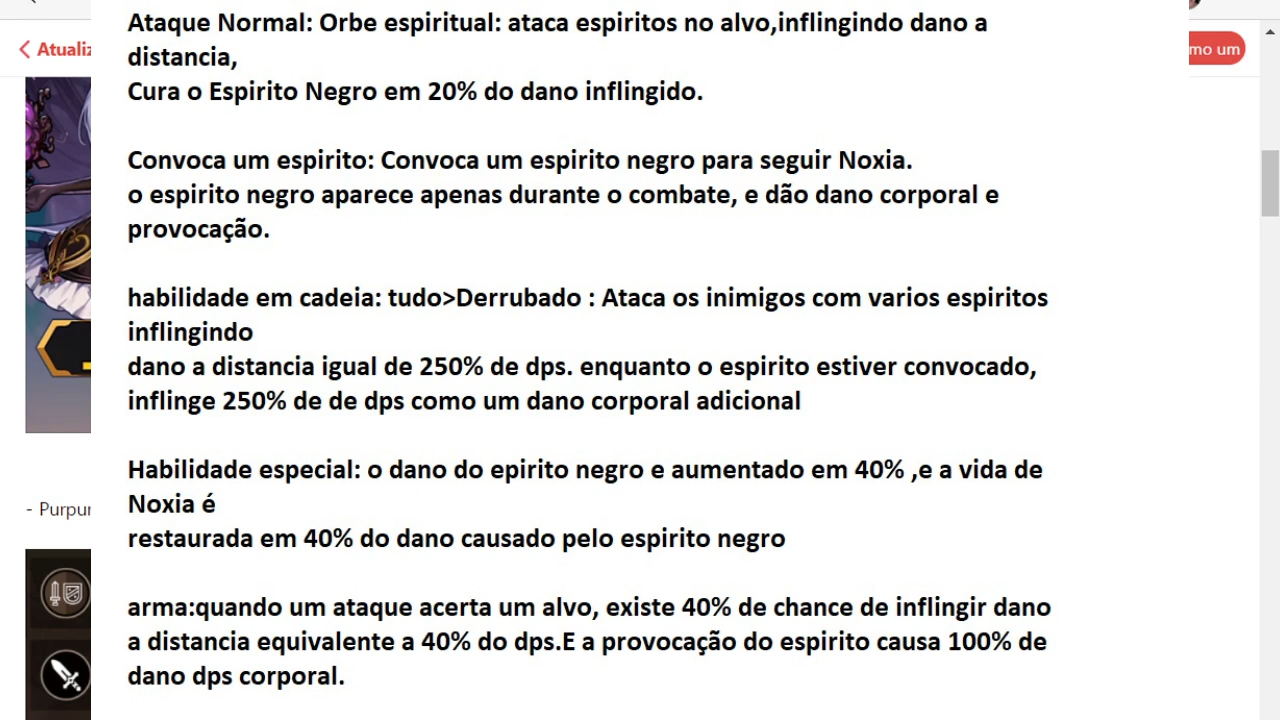 Ataque Normal: Orbe espiritual: ataca espiritos no alvo,inflingindo dano a
distancia,
Cura o Espirito Negro em 20% do dano inflingido.
Convoca um espirito: Convoca um espirito negro para seguir Noxia.
o espirito negro aparece apenas durante o combate, e dão dano corporal e
provocação.
habilidade em cadeia: tudo>Derrubado : Ataca os inimigos com varios espiritos
inflingindo
dano a distancia igual de 250% de dps. enquanto o espirito estiver convocado,
inflinge 250% de de dps como um dano corporal adicional
Habilidade especial: o dano do epirito negro e aumentado em 40% ,e a vida de
Noxia é
restaurada em 40% do dano causado pelo espirito negro
arma:quando um ataque acerta um alvo, existe 40% de chance de inflingir dano
a distancia equivalente a 40% do dps.E a provocação do espirito causa 100% de
dano dps corporal.
Atualiz
mo um
- Purpur